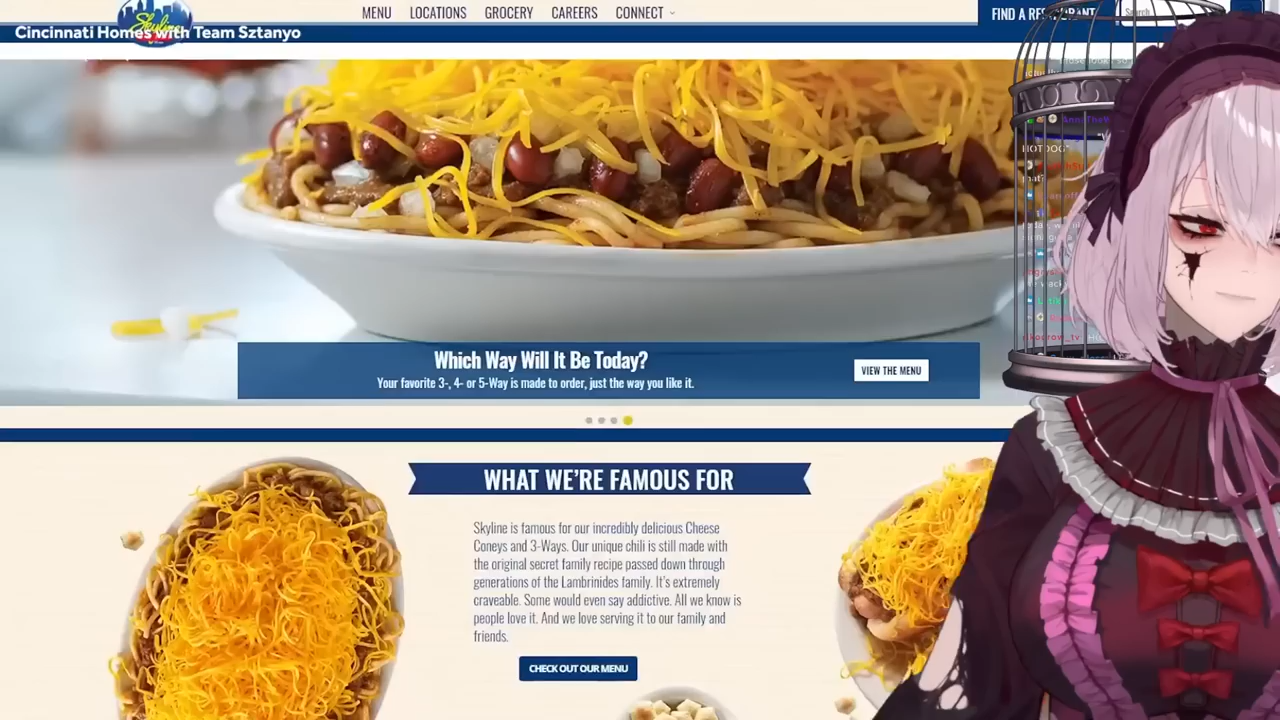 MENU LOCATIONS GROCERY CAREERS CONNECT
FIND A RESTAURANT
Search
Skyline
Cincinnati Homes with Team Sztanyo
HOTDOG"
Which Way Will It Be Today?
Your favorite 3-, 4- or 5-Way is made to order, just the way you like it.
VIEW THE MENU
WHAT WE'RE FAMOUS FOR
Skyline is famous for our incredibly delicious Cheese
Coneys and 3-Ways. Our unique chili is still made with
the original secret family recipe passed down through
generations of the Lambrinides family. It's extremely
craveable. Some would even say addictive. All we know is
people love it. And we love serving it to our family and
friends.
CHECK OUT OUR MENU